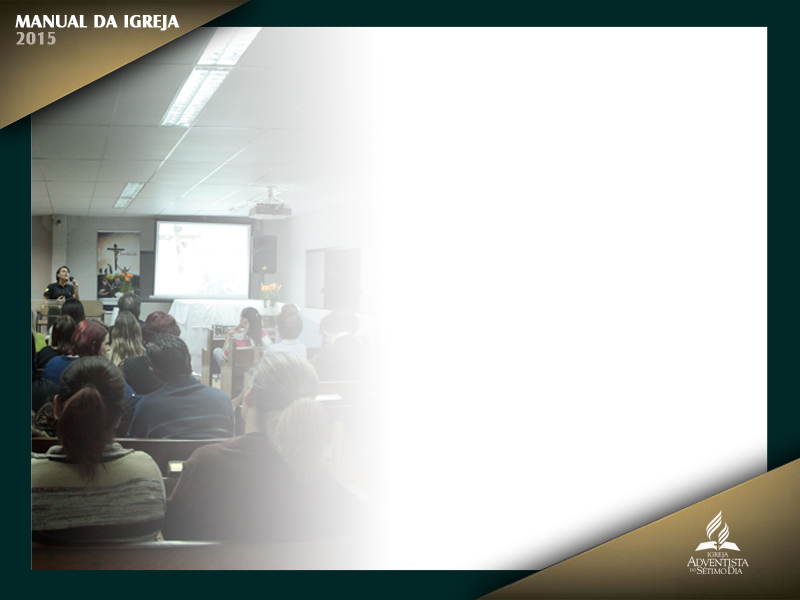 MANUAL DA IGREJA
2015
IGREJA
ADVENTISTA
DO SÉTIMO DIA